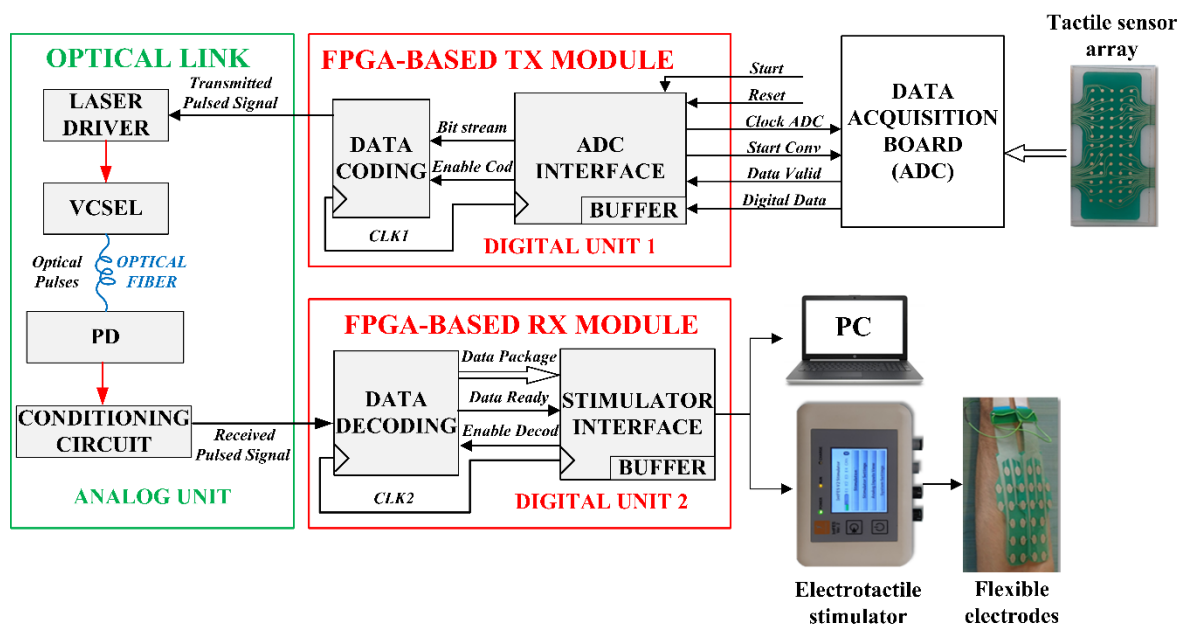 OPTICAL LINK
Transmitted
Pulsed Signal
LASER
DRIVER
VCSEL
Optical
Pulses
OPTICAL
FIBER
PD
CONDITIONING
CIRCUIT
Received
Pulsed Signal
ANALOG UNIT
FPGA-BASED TX MODULE
DATA
CODING
Bit stream
Enable Cod
ADC
INTERFACE
BUFFER
CLK1
DIGITAL UNIT 1
Start
Reset
Clock ADC
Start Conv
Data Valid
Digital Data
DATA
ACQUISITION
BOARD
(ADC)
Tactile sensor
array
FPGA-BASED RX MODULE
DATA
DECODING
Data Package
Data Ready
Enable Decod
STIMULATOR
INTERFACE
BUFFER
CLK2
DIGITAL UNIT 2
PC
Electrotactile
stimulator
Flexible
electrodes